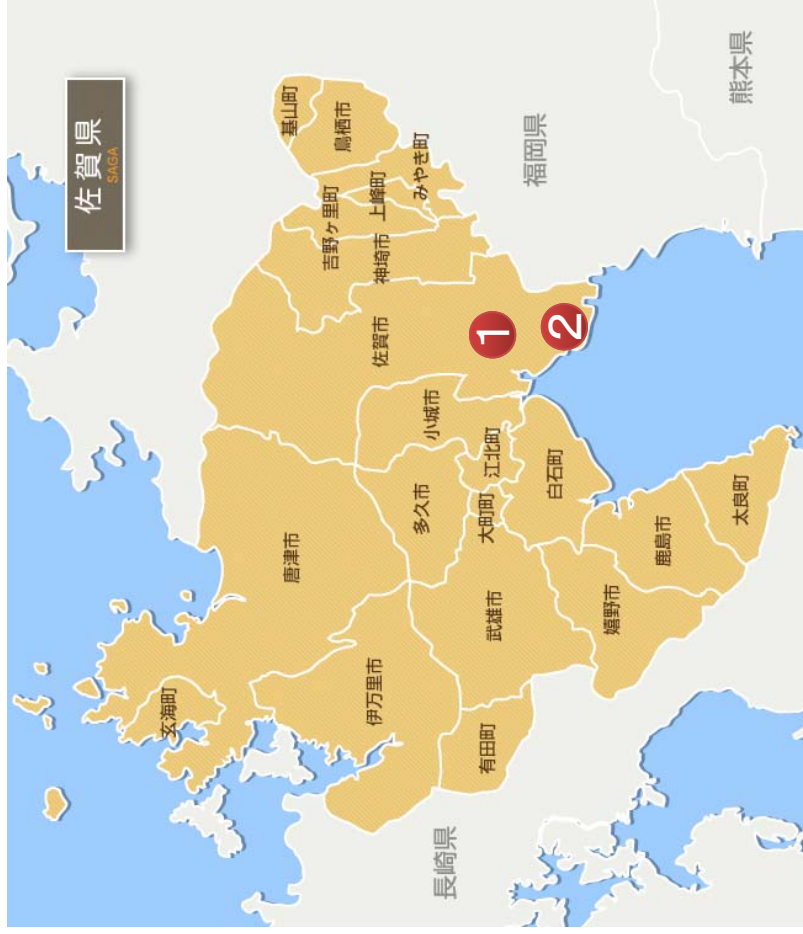 佐賀県
SAGA
基山町
鳥栖市
みやき町
上峰町
吉野ヶ里町
神埼市
佐賀市
福岡県
熊本県
1
2
小城市
江北町
多久市
大町町
白石町
唐津市
武雄市
鹿島市
太良町
嬉野市
玄海町
伊万里市
有田町
長崎県